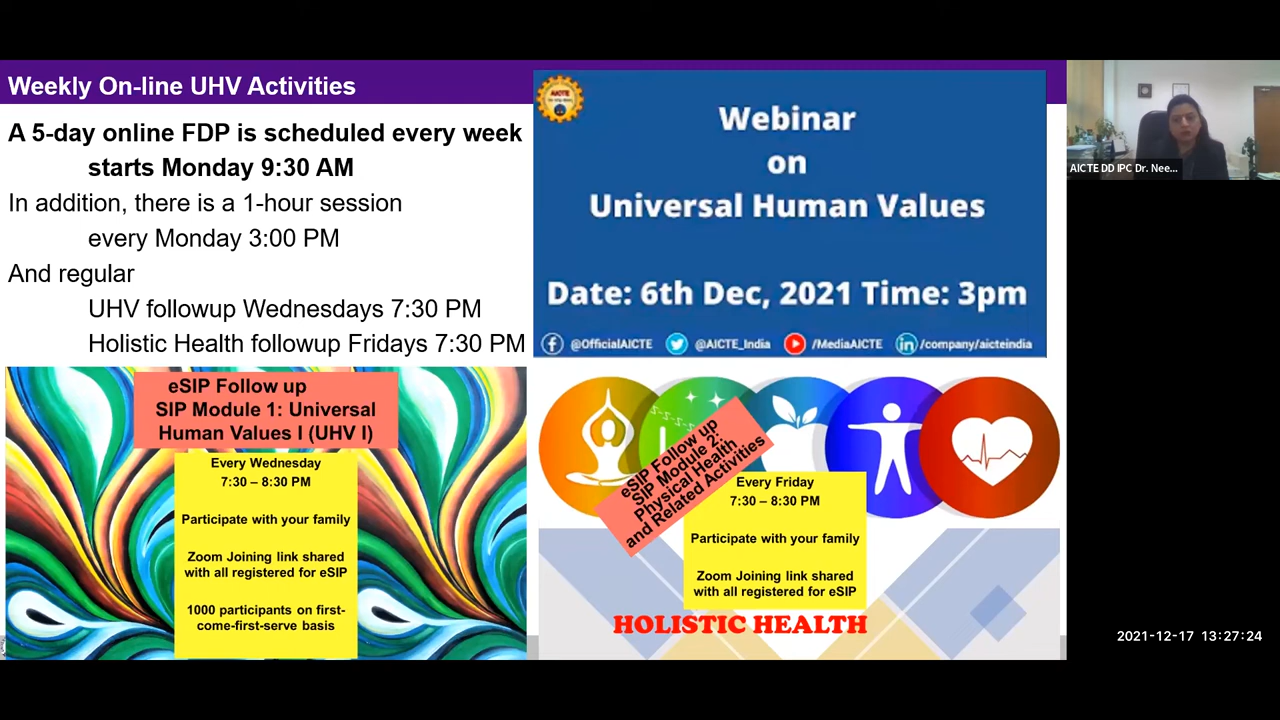 Weekly On-line UHV Activities
A 5-day online FDP is scheduled every week
starts Monday 9:30 AM
In addition, there is a 1-hour session
every Monday 3:00 PM
And regular
UHV followup Wednesdays 7:30 PM
Holistic Health followup Fridays 7:30 PM
AICTE
Webinar
on
Universal Human Values
Date: 6th Dec, 2021 Time: 3pm
@OfficialAICTE @AICTE_India /MediaAICTE /company/aicteindia
AICTE DD IPC Dr. Nee...
eSIP Follow up
SIP Module 1: Universal
Human Values I (UHV I)
Every Wednesday
7:30 – 8:30 PM
Participate with your family
Zoom Joining link shared
with all registered for eSIP
1000 participants on first-
come-first-serve basis
eSIP Follow up
SIP Module 2:
Physical Health
and Related Activities
Every Friday
7:30 – 8:30 PM
Participate with your family
Zoom Joining link shared
with all registered for eSIP
HOLISTIC HEALTH
2021-12-17 13:27:24